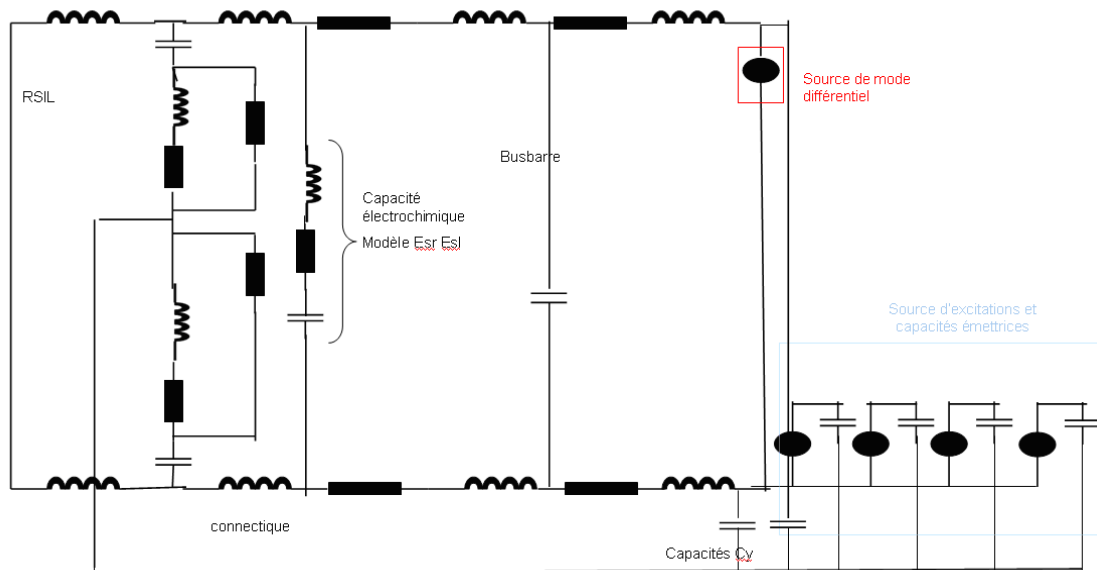 RSIL
Source de mode
différentiel
Busbarre
Capacité
électrochimique
Modèle Esr Esl
Source d'excitations et
capacités émettrices
connectique
Capacités Cy